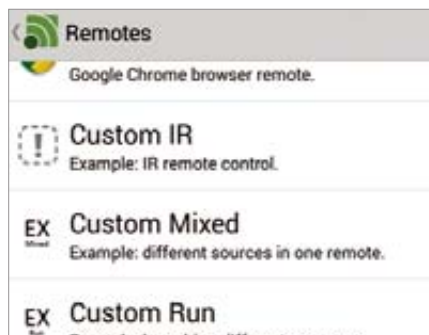 Remotes
Google Chrome browser remote.
Custom IR
Example: IR remote control.
EX
Mixed
Custom Mixed
Example: different sources in one remote.
EX
Custom Run